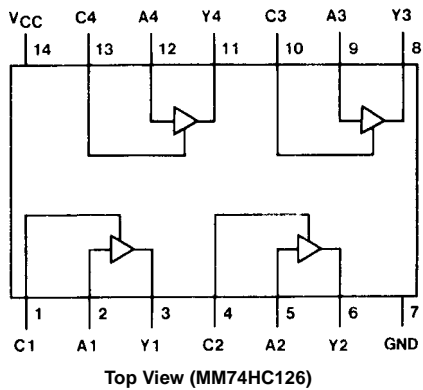 VCC C4 A4 Y4 C3 A3 Y3
14 13 12 11 10 9 8
1 2 3 4 5 6 7
C1 A1 Y1 C2 A2 Y2 GND
Top View (MM74HC126)